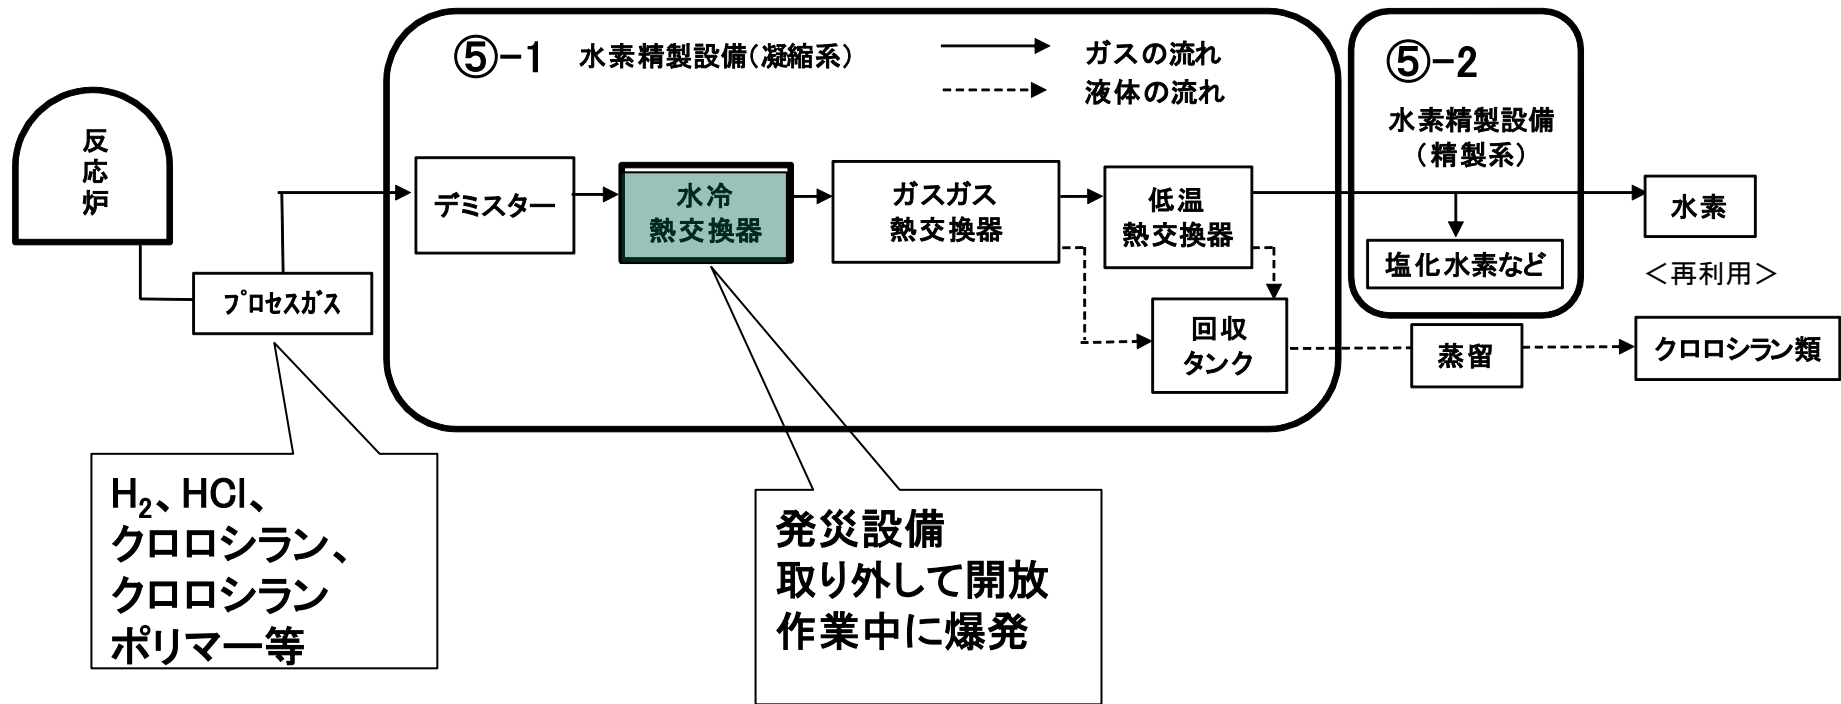 ⑤-1 水素精製設備(凝縮系)
ガスの流れ
液体の流れ
⑤-2
水素精製設備
(精製系)
反応炉
プロセスガス
デミスター
水冷
熱交換器
ガスガス
熱交換器
低温
熱交換器
回収
タンク
塩化水素など
水素
<再利用>
蒸留
クロロシラン類
H₂、HCl、
クロロシラン、
クロロシラン
ポリマー等
発災設備
取り外して開放
作業中に爆発